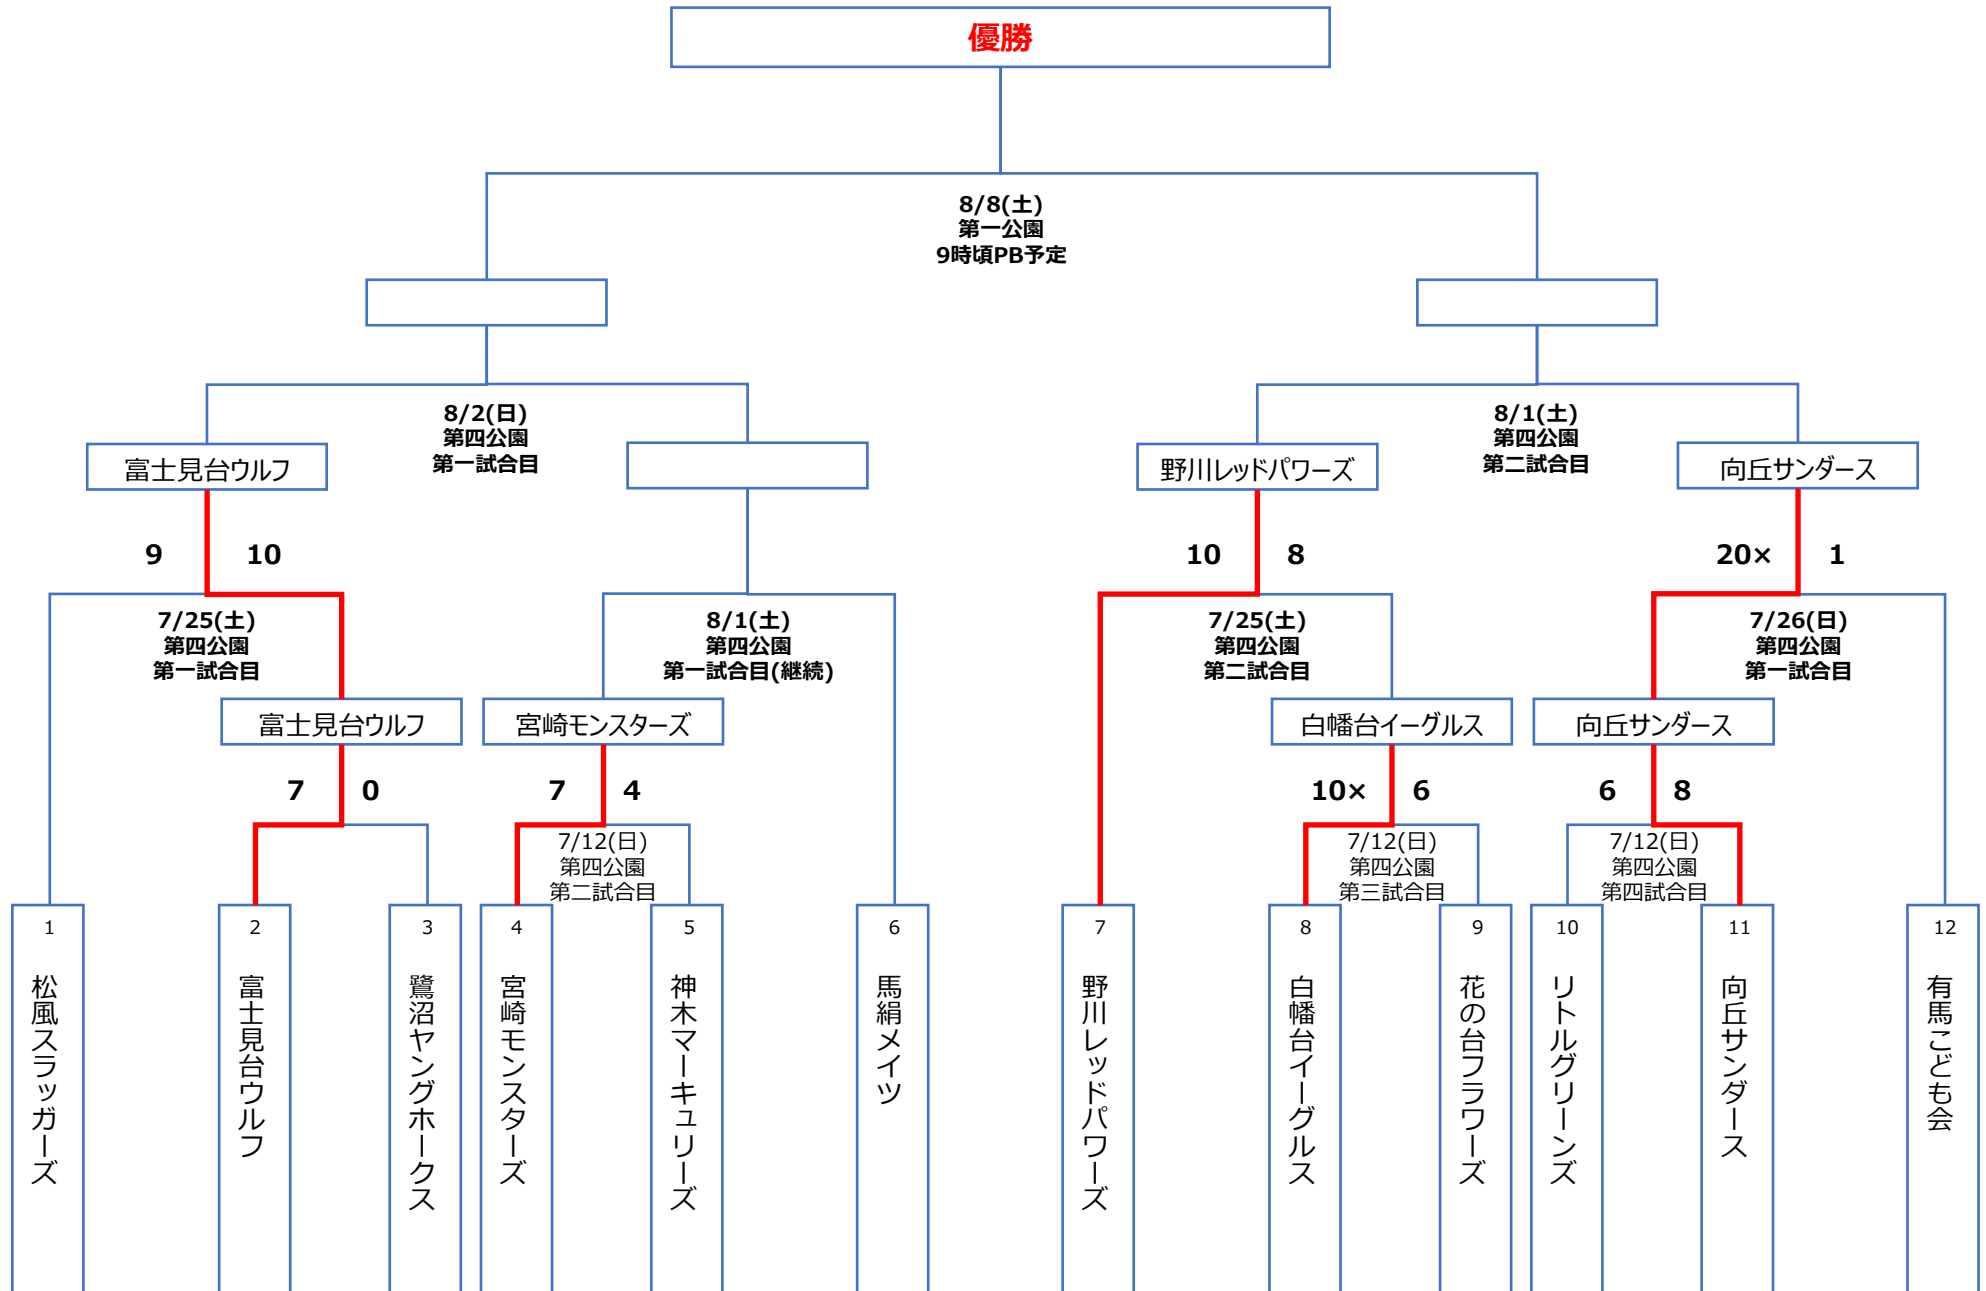 優勝
8/8(土)
第一公園
9時頃PB予定
8/2(日)
第四公園
第一試合目
8/1(土)
第四公園
第二試合目
富士見台ウルフ
野川レッドパワーズ
向丘サンダース
9 10
10 8
20× 1
7/25(土)
第四公園
第一試合目
8/1(土)
第四公園
第一試合目(継続)
7/25(土)
第四公園
第二試合目
7/26(日)
第四公園
第一試合目
富士見台ウルフ
宮崎モンスターズ
白幡台イーグルス
向丘サンダース
7 0
7 4
10× 6
6 8
7/12(日)
第四公園
第二試合目
7/12(日)
第四公園
第三試合目
7/12(日)
第四公園
第四試合目
1
松風スラッガーズ
2
富士見台ウルフ
3
鷺沼ヤングホークス
4
宮崎モンスターズ
5
神木マーキュリーズ
6
馬絹メイツ
7
野川レッドパワーズ
8
白幡台イーグルス
9
花の台フラワーズ
10
リトルグリーンズ
11
向丘サンダース
12
有馬こども会